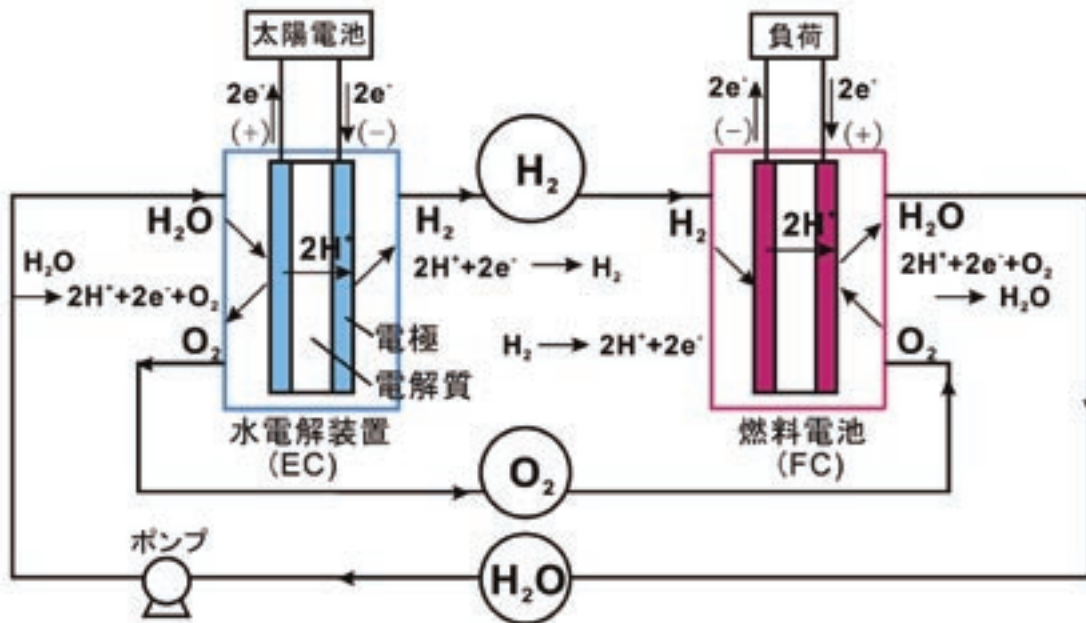 太陽電池
負荷
2e⁻
2e⁻
2e⁻
2e⁻
(+)
(−)
(−)
(+)
H₂
H₂O
2H⁺
H₂
H₂
2H⁺
H₂O
H₂O
→ 2H⁺+2e⁻+O₂
2H⁺+2e⁻ → H₂
2H⁺+2e⁻+O₂
→ H₂O
O₂
電極
電解質
H₂ → 2H⁺+2e⁻
O₂
水電解装置
(EC)
燃料電池
(FC)
O₂
ポンプ
H₂O